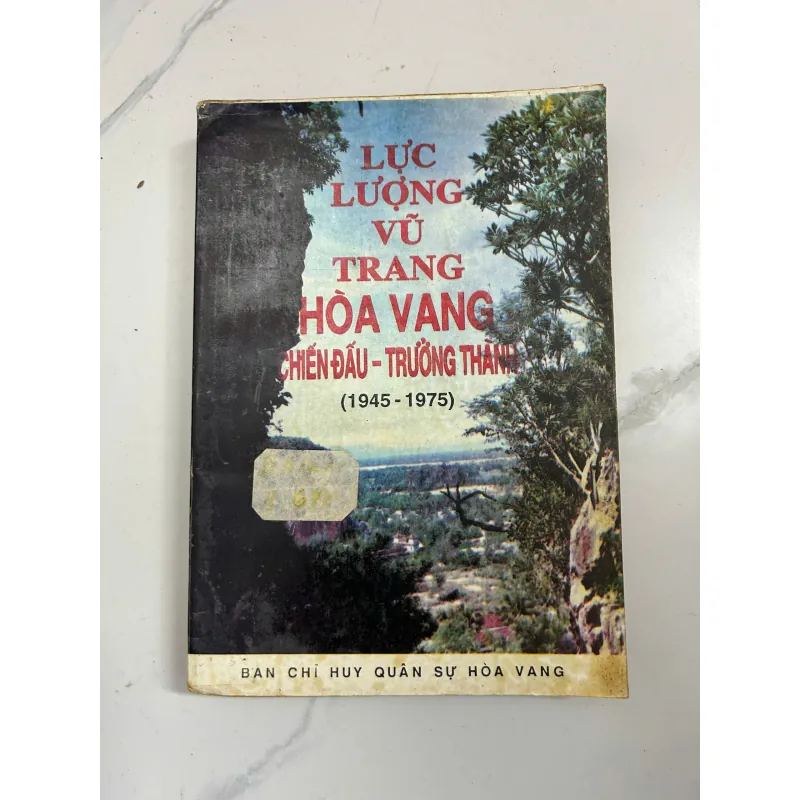 LỰC
LƯỢNG
VŨ
TRANG
HÒA VANG
CHIẾN ĐẤU - TRƯỞNG THÀNH
(1945 - 1975)
BAN CHỈ HUY QUÂN SỰ HÒA VANG